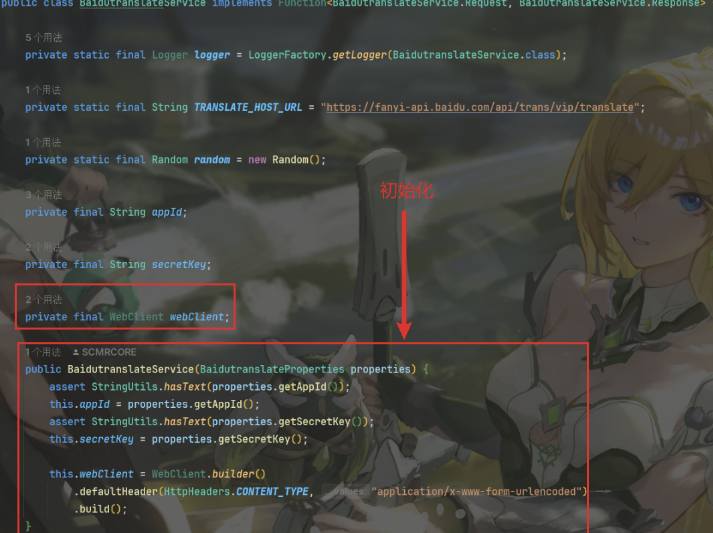 public class BaidutranslateService implements Function<BaidutranslateService.Request, BaidutranslateService.Response>
5 个用法
private static final Logger logger = LoggerFactory.getLogger(BaidutranslateService.class);
1 个用法
private static final String TRANSLATE_HOST_URL = "https://fanyi-api.baidu.com/api/trans/vip/translate";
1 个用法
private static final Random random = new Random();
初始化
3 个用法
private final String appId;
2 个用法
private final String secretKey;
2 个用法
private final WebClient webClient;
1 个用法 SCMRCORE
public BaidutranslateService(BaidutranslateProperties properties) {
assert StringUtils.hasText(properties.getAppId());
this.appId = properties.getAppId();
assert StringUtils.hasText(properties.getSecretKey());
this.secretKey = properties.getSecretKey();
this.webClient = WebClient.builder()
.defaultHeader(HttpHeaders.CONTENT_TYPE, ...values: "application/x-www-form-urlencoded")
.build();
}